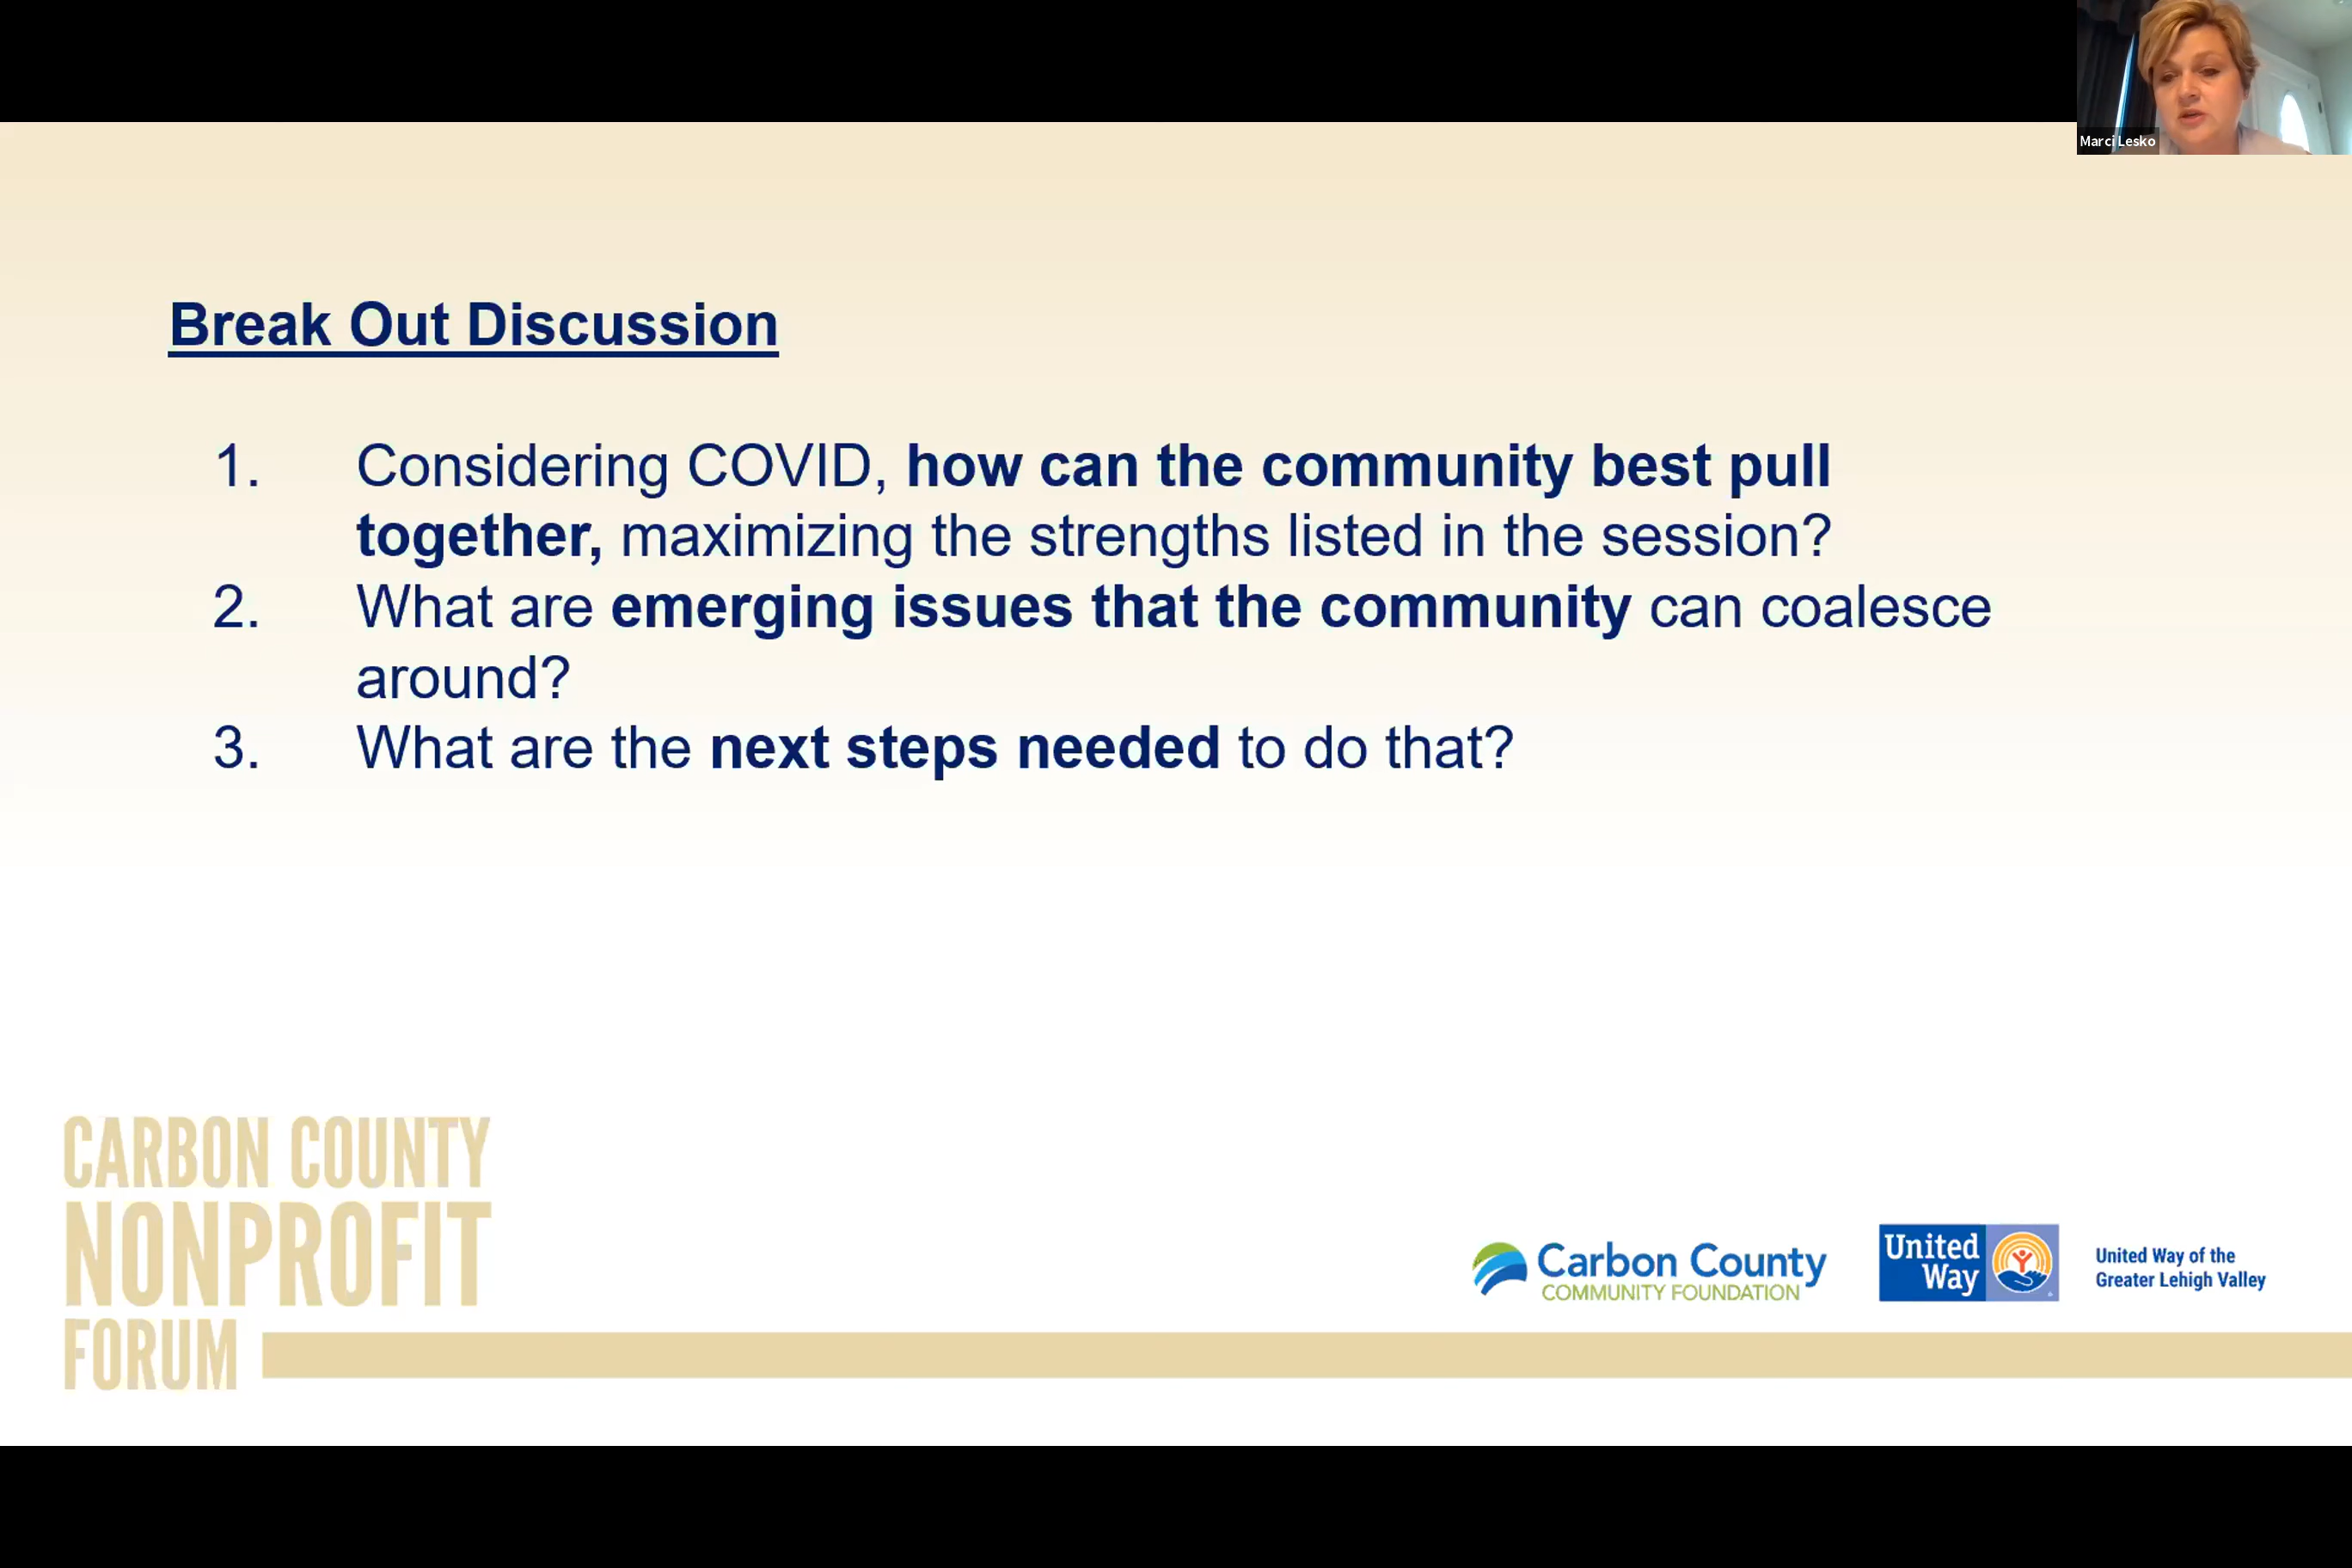 Marci Lesko
Break Out Discussion
1. Considering COVID, how can the community best pull
together, maximizing the strengths listed in the session?
2. What are emerging issues that the community can coalesce
around?
3. What are the next steps needed to do that?
CARBON COUNTY
NONPROFIT
FORUM
Carbon County
COMMUNITY FOUNDATION
United
Way
United Way of the
Greater Lehigh Valley